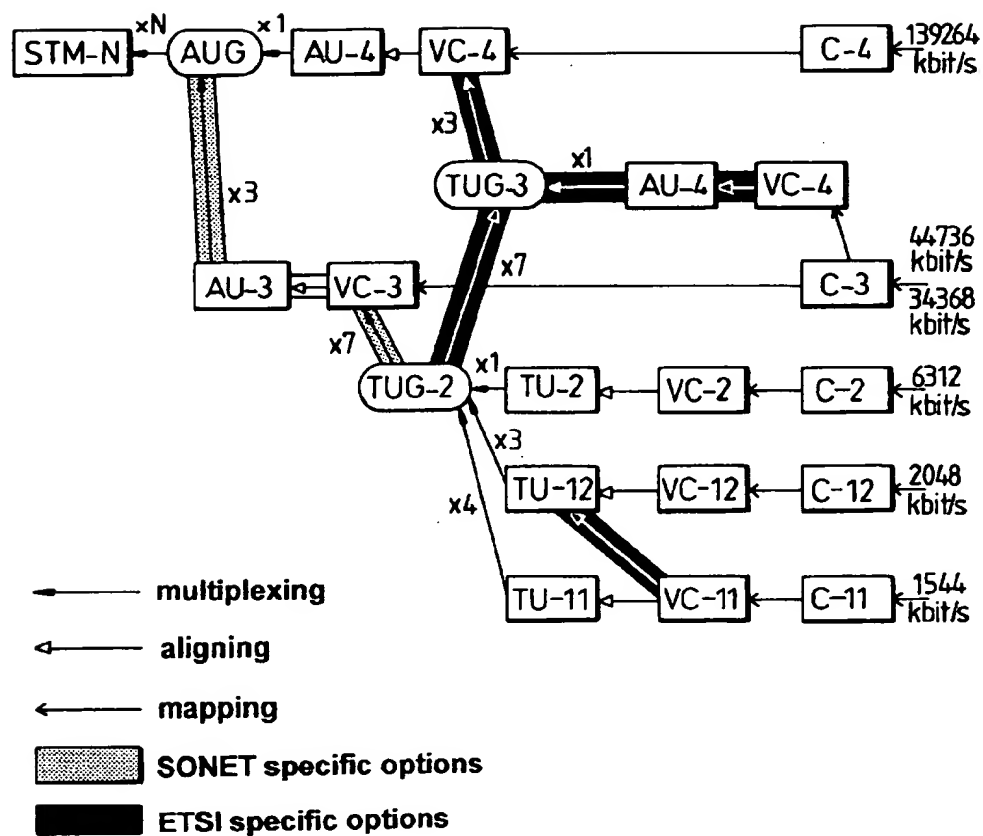 xN
x1
STM-N
AUG
AU-4
VC-4
C-4
139264
kbit/s
x3
x1
TUG-3
AU-4
VC-4
x3
x7
44736
kbit/s
AU-3
VC-3
C-3
34368
kbit/s
x7
TUG-2
x1
TU-2
VC-2
C-2
6312
kbit/s
x3
TU-12
VC-12
C-12
2048
kbit/s
x4
TU-11
VC-11
C-11
1544
kbit/s
multiplexing
aligning
mapping
SONET specific options
ETSI specific options